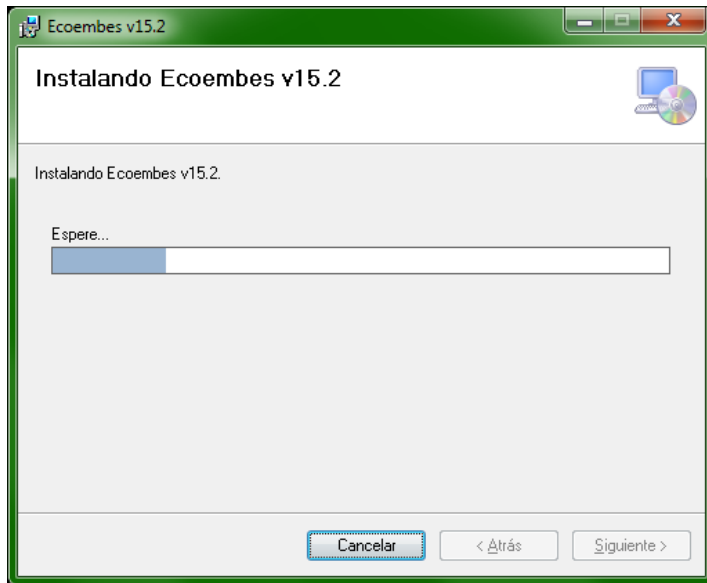 Ecoembes v15.2
Instalando Ecoembes v15.2
Instalando Ecoembes v15.2.
Espere...
Cancelar
< Atrás
Siguiente >